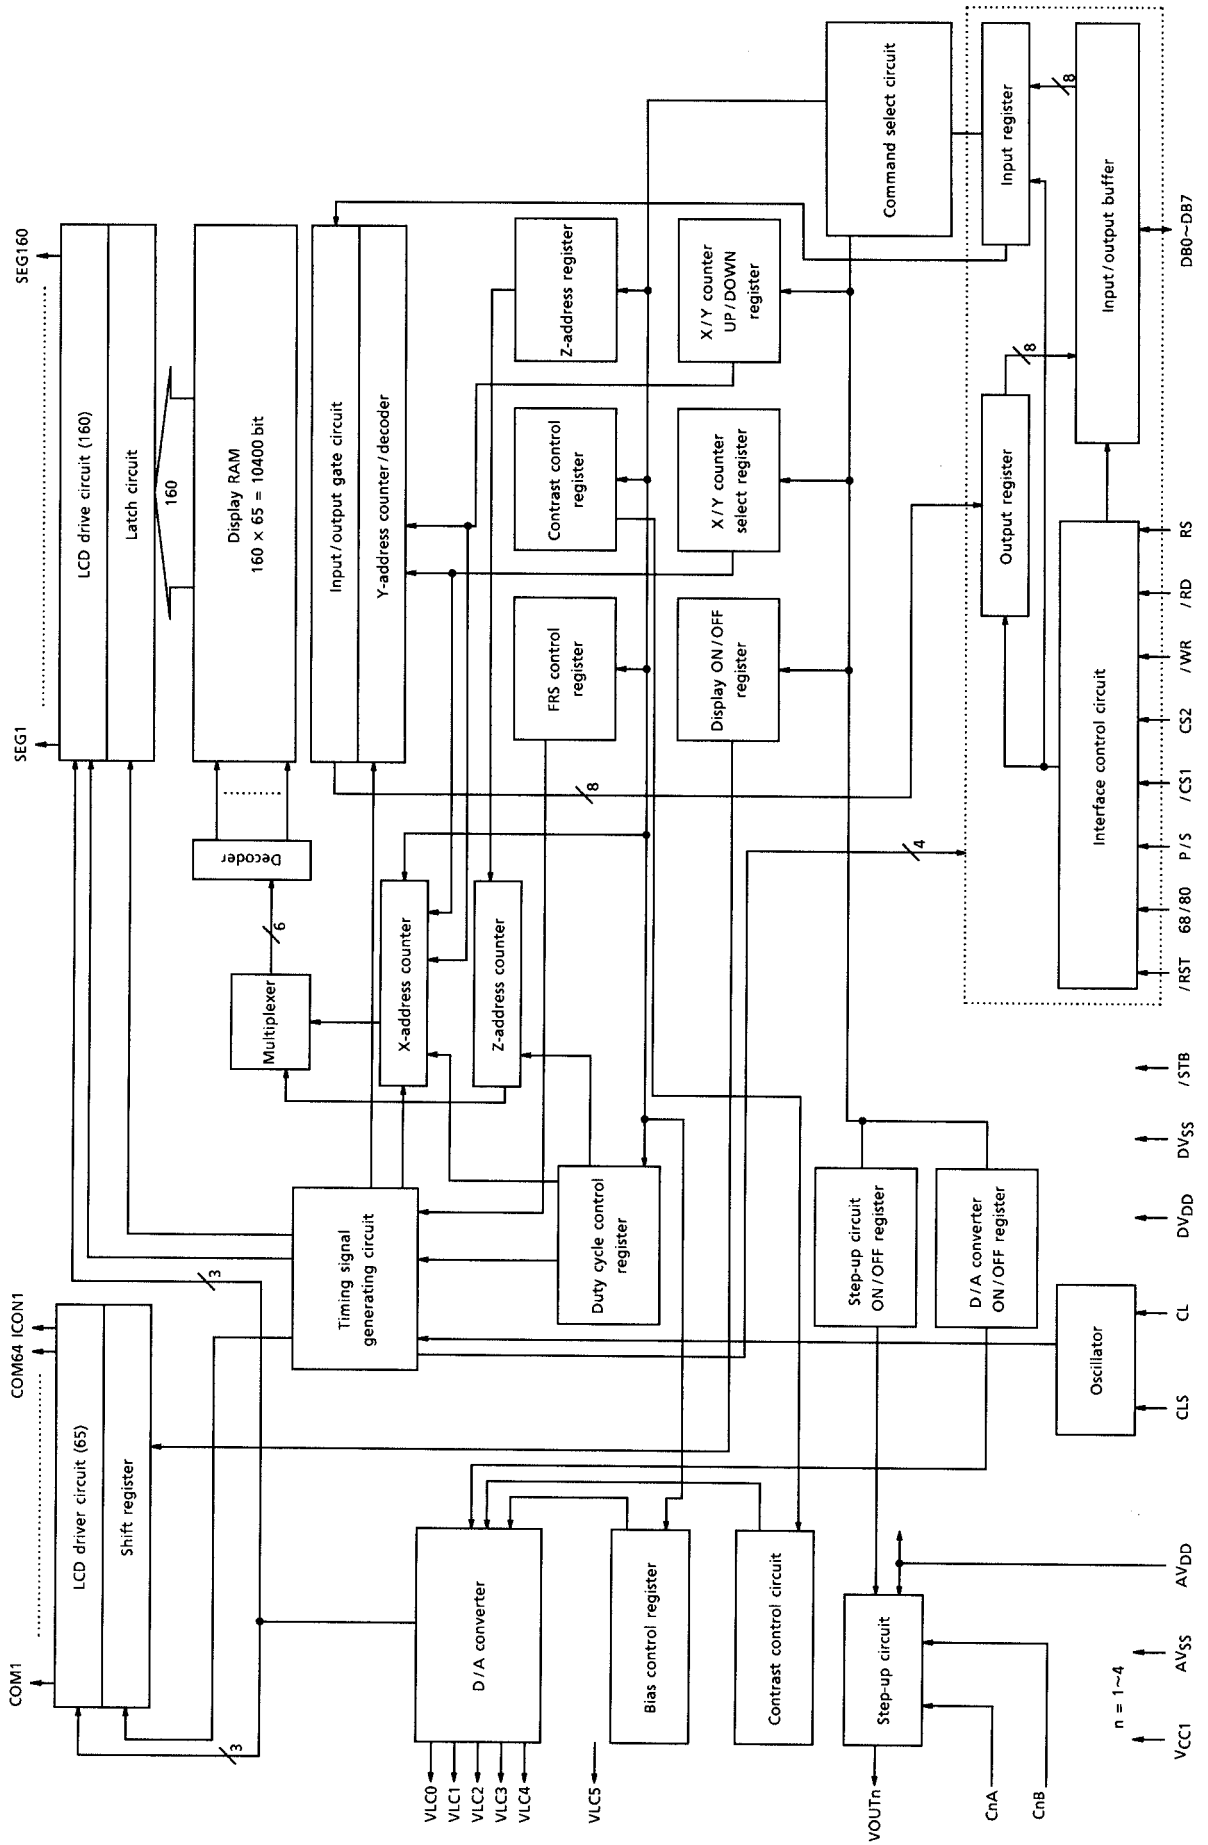 COM1
COM64
ICON1
SEG1
SEG160
LCD driver circuit (65)
Shift register
LCD drive circuit (160)
Latch circuit
3
3
160
Display RAM
160 × 65 = 10400 bit
Decoder
6
Multiplexer
Input/output gate circuit
Y-address counter/decoder
Timing signal
generating circuit
X-address counter
Z-address counter
8
4
D/A converter
VLC0
VLC1
VLC2
VLC3
VLC4
VLC5
Duty cycle control
register
FRS control
register
Contrast control
register
Z-address register
Bias control register
Display ON/OFF
register
X/Y counter
select register
X/Y counter
UP/DOWN
register
Contrast control circuit
Step-up circuit
ON/OFF register
Command select circuit
Step-up circuit
VOUTn
D/A converter
ON/OFF register
CnA
CnB
Output register
8
Input register
8
Oscillator
Interface control circuit
Input/output buffer
n = 1~4
VCC1
AVSS
AVDD
CLS
CL
DVDD
DVSS
/STB
/RST
68/80
P/S
/CS1
CS2
/WR
/RD
RS
DB0~DB7